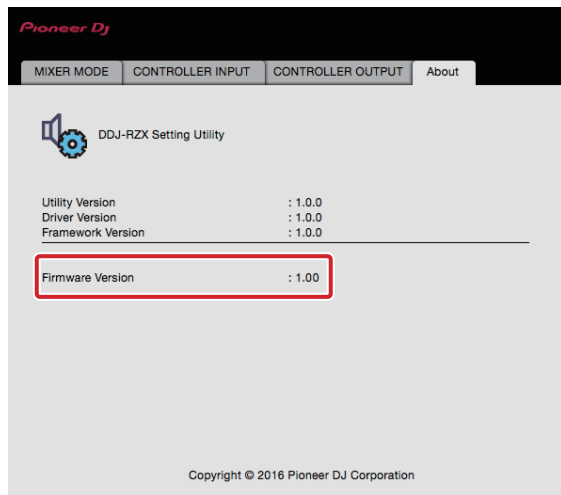 Pioneer Dj
MIXER MODE CONTROLLER INPUT CONTROLLER OUTPUT About
DDJ-RZX Setting Utility
Utility Version : 1.0.0
Driver Version : 1.0.0
Framework Version : 1.0.0
Firmware Version : 1.00
Copyright © 2016 Pioneer DJ Corporation